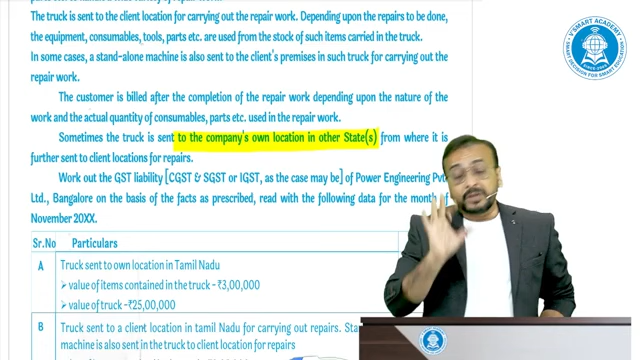 The truck is sent to the client location for carrying out the repair work. Depending upon the repairs to be done,
the equipment, consumables, tools, parts etc. are used from the stock of such items carried in the truck.
In some cases, a stand-alone machine is also sent to the client's premises in such truck for carrying out the
repair work.
The customer is billed after the completion of the repair work depending upon the nature of the
work and the actual quantity of consumables, parts etc. used in the repair work.
Sometimes the truck is sent to the company's own location in other State(s) from where it is
further sent to client locations for repairs.
Work out the GST liability [CGST & SGST or IGST, as the case may be] of Power Engineering Pvt.
Ltd., Bangalore on the basis of the facts as prescribed, read with the following data for the month of
November 20XX.
Sr.No Particulars
A Truck sent to own location in Tamil Nadu
➢ value of items contained in the truck - ₹3,00,000
➢ value of truck - ₹25,00,000
B Truck sent to a client location in tamil Nadu for carrying out repairs.
machine is also sent in the truck to client location for repairs
V SMART ACADEMY
SMART DECISION FOR SMART EDUCATION